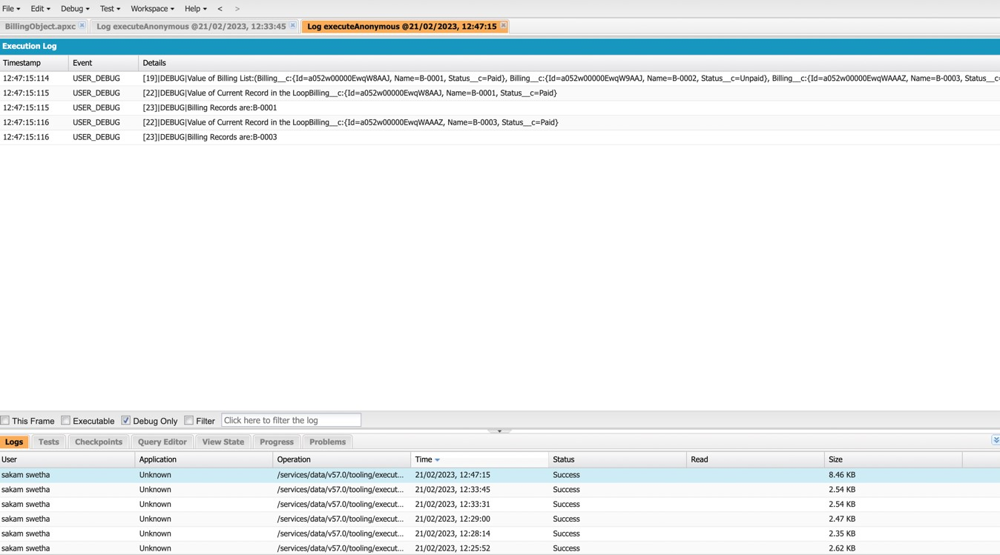 File Edit Debug Test Workspace Help < >
BillingObject.apxc Log executeAnonymous @21/02/2023, 12:33:45 Log executeAnonymous @21/02/2023, 12:47:15
Execution Log
Timestamp Event Details
12:47:15:114 USER_DEBUG [19]|DEBUG|Value of Billing List:(Billing__c:{Id=a052w00000EwqW8AAJ, Name=B-0001, Status__c=Paid}, Billing__c:{Id=a052w00000EwqW9AAJ, Name=B-0002, Status__c=Unpaid}, Billing__c:{Id=a052w00000EwqWAAAZ, Name=B-0003, Status__c=
12:47:15:115 USER_DEBUG [22]|DEBUG|Value of Current Record in the LoopBilling__c:{Id=a052w00000EwqW8AAJ, Name=B-0001, Status__c=Paid}
12:47:15:115 USER_DEBUG [23]|DEBUG|Billing Records are:B-0001
12:47:15:116 USER_DEBUG [22]|DEBUG|Value of Current Record in the LoopBilling__c:{Id=a052w00000EwqWAAAZ, Name=B-0003, Status__c=Paid}
12:47:15:116 USER_DEBUG [23]|DEBUG|Billing Records are:B-0003
This Frame Executable Debug Only Filter Click here to filter the log
Logs Tests Checkpoints Query Editor View State Progress Problems
User Application Operation Time Status Read Size
sakam swetha Unknown /services/data/v57.0/tooling/execut... 21/02/2023, 12:47:15 Success 8.46 KB
sakam swetha Unknown /services/data/v57.0/tooling/execut... 21/02/2023, 12:33:45 Success 2.54 KB
sakam swetha Unknown /services/data/v57.0/tooling/execut... 21/02/2023, 12:33:31 Success 2.54 KB
sakam swetha Unknown /services/data/v57.0/tooling/execut... 21/02/2023, 12:29:00 Success 2.47 KB
sakam swetha Unknown /services/data/v57.0/tooling/execut... 21/02/2023, 12:28:14 Success 2.35 KB
sakam swetha Unknown /services/data/v57.0/tooling/execut... 21/02/2023, 12:25:52 Success 2.62 KB